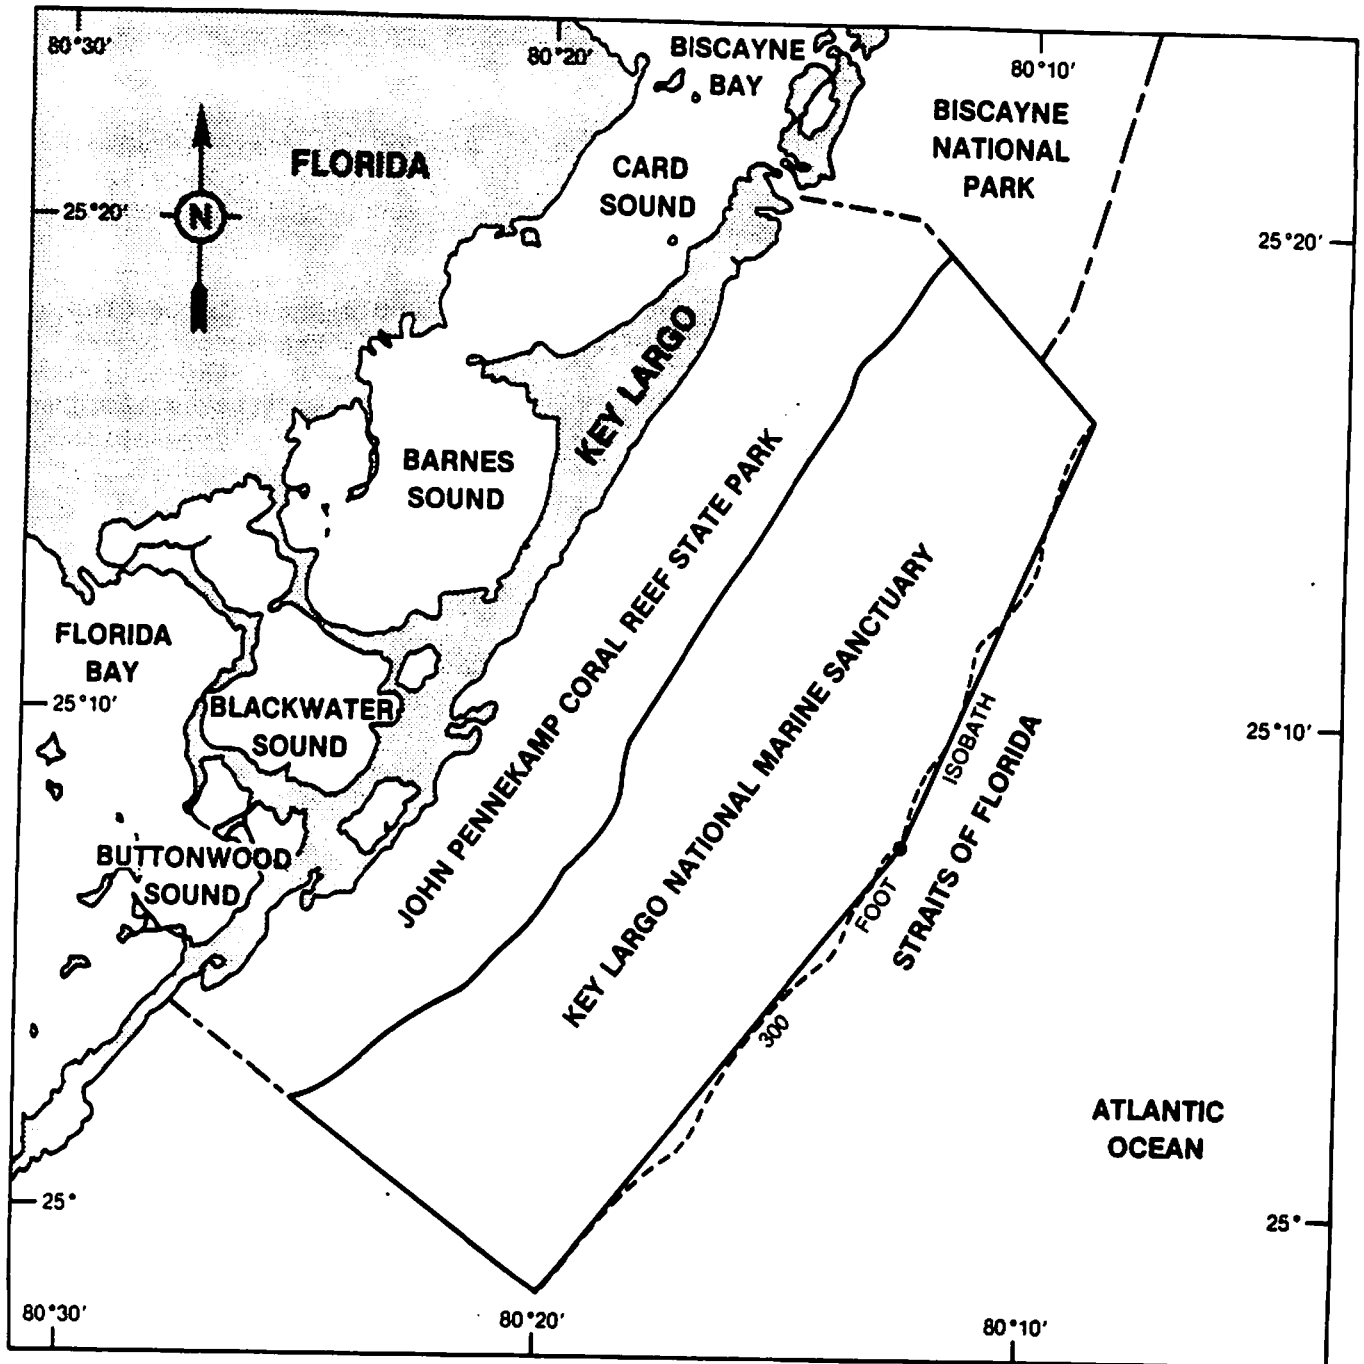 80°30'
80°20'
BISCAYNE
BAY
80°10'
BISCAYNE
NATIONAL
PARK
FLORIDA
CARD
SOUND
25°20'
N
25°20'
KEY LARGO
BARNES
SOUND
JOHN PENNEKAMP CORAL REEF STATE PARK
KEY LARGO NATIONAL MARINE SANCTUARY
FLORIDA
BAY
25°10'
BLACKWATER
SOUND
25°10'
300 FOOT ISOBATH
STRAITS OF FLORIDA
BUTTONWOOD
SOUND
ATLANTIC
OCEAN
25°
25°
80°30'
80°20'
80°10'